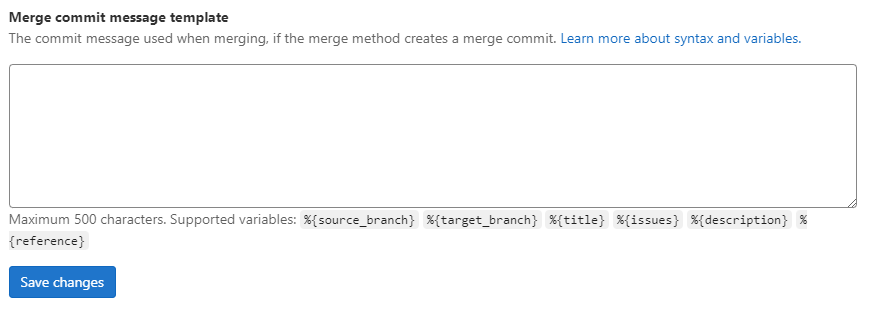 Merge commit message template
The commit message used when merging, if the merge method creates a merge commit. Learn more about syntax and variables.
Maximum 500 characters. Supported variables: %{source_branch} %{target_branch} %{title} %{issues} %{description} %
{reference}
Save changes